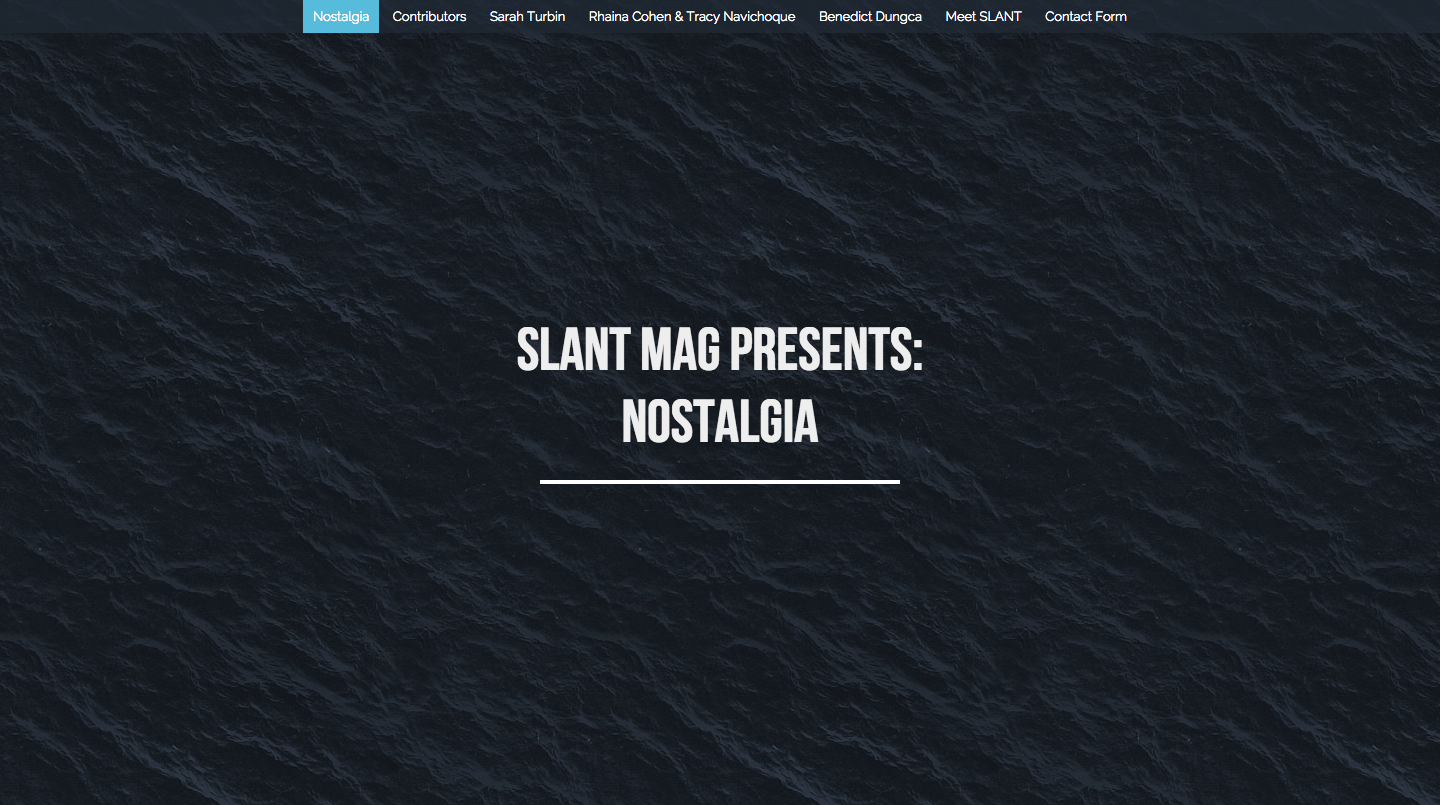 Nostalgia Contributors Sarah Turbin Rhaina Cohen & Tracy Navichoque Benedict Dungca Meet SLANT Contact Form
SLANT MAG PRESENTS:
NOSTALGIA